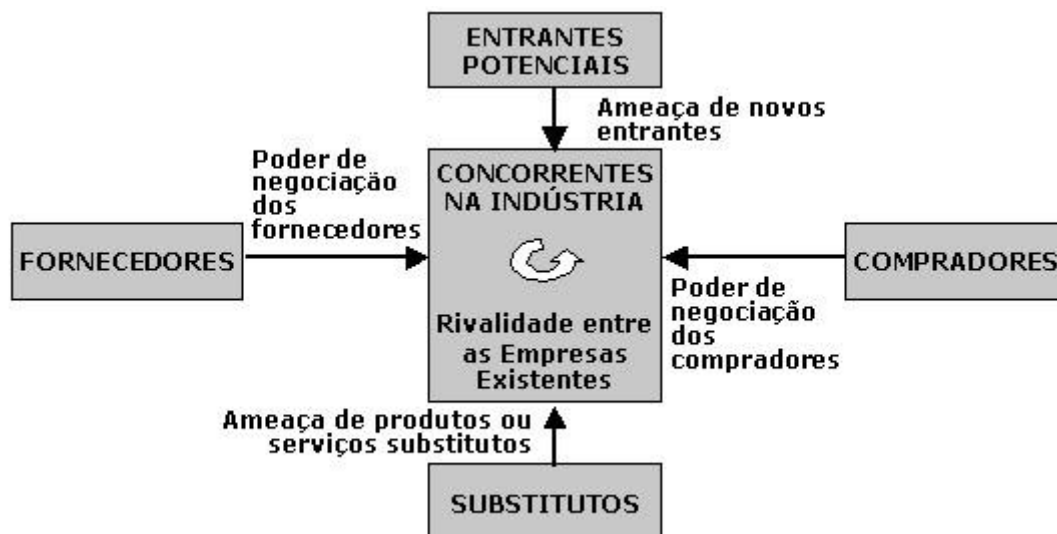 ENTRANTES
POTENCIAIS
Ameaça de novos
entrantes
Poder de
negociação
dos
fornecedores
CONCORRENTES
NA INDÚSTRIA
FORNECEDORES
COMPRADORES
Rivalidade entre
as Empresas
Existentes
Poder de
negociação
dos
compradores
Ameaça de produtos ou
serviços substitutos
SUBSTITUTOS